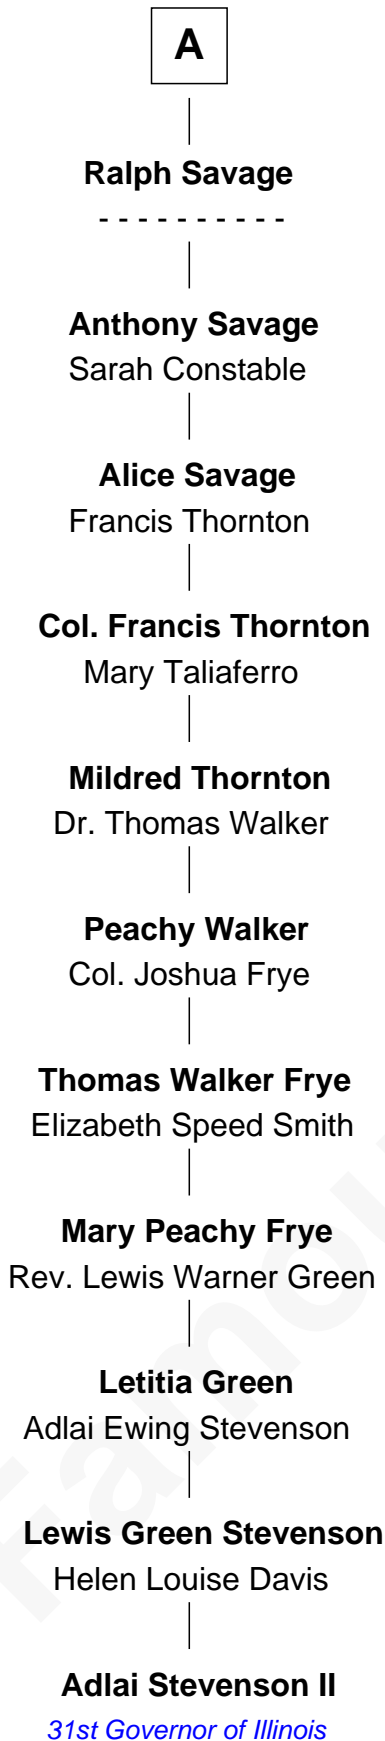 A
Ralph Savage
- - - - - - - - - -
Anthony Savage
Sarah Constable
Alice Savage
Francis Thornton
Col. Francis Thornton
Mary Taliaferro
Mildred Thornton
Dr. Thomas Walker
Peachy Walker
Col. Joshua Frye
Thomas Walker Frye
Elizabeth Speed Smith
Mary Peachy Frye
Rev. Lewis Warner Green
Letitia Green
Adlai Ewing Stevenson
Lewis Green Stevenson
Helen Louise Davis
Adlai Stevenson II
31st Governor of Illinois